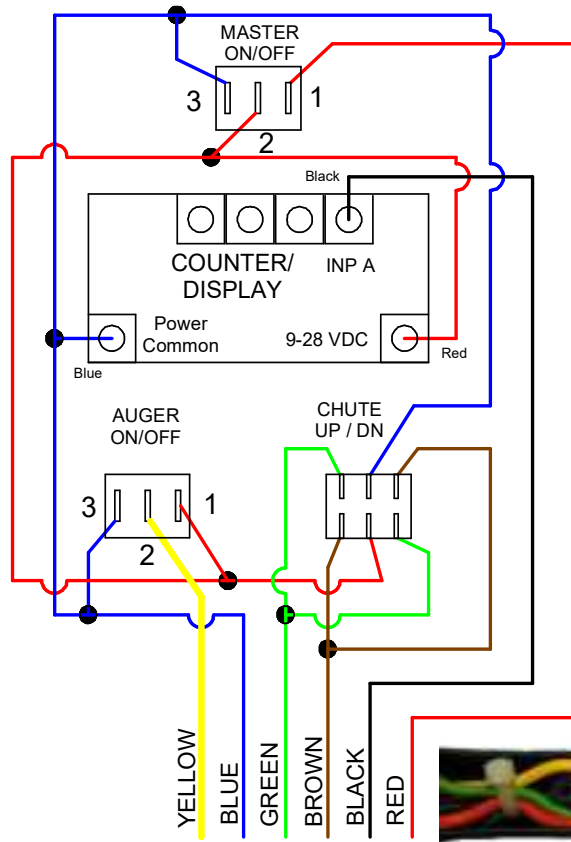 MASTER
ON/OFF
3
1
2
Black
COUNTER/
DISPLAY
INP A
Power
Common
9-28 VDC
Blue
Red
AUGER
ON/OFF
CHUTE
UP / DN
3
1
2
YELLOW
BLUE
GREEN
BROWN
BLACK
RED